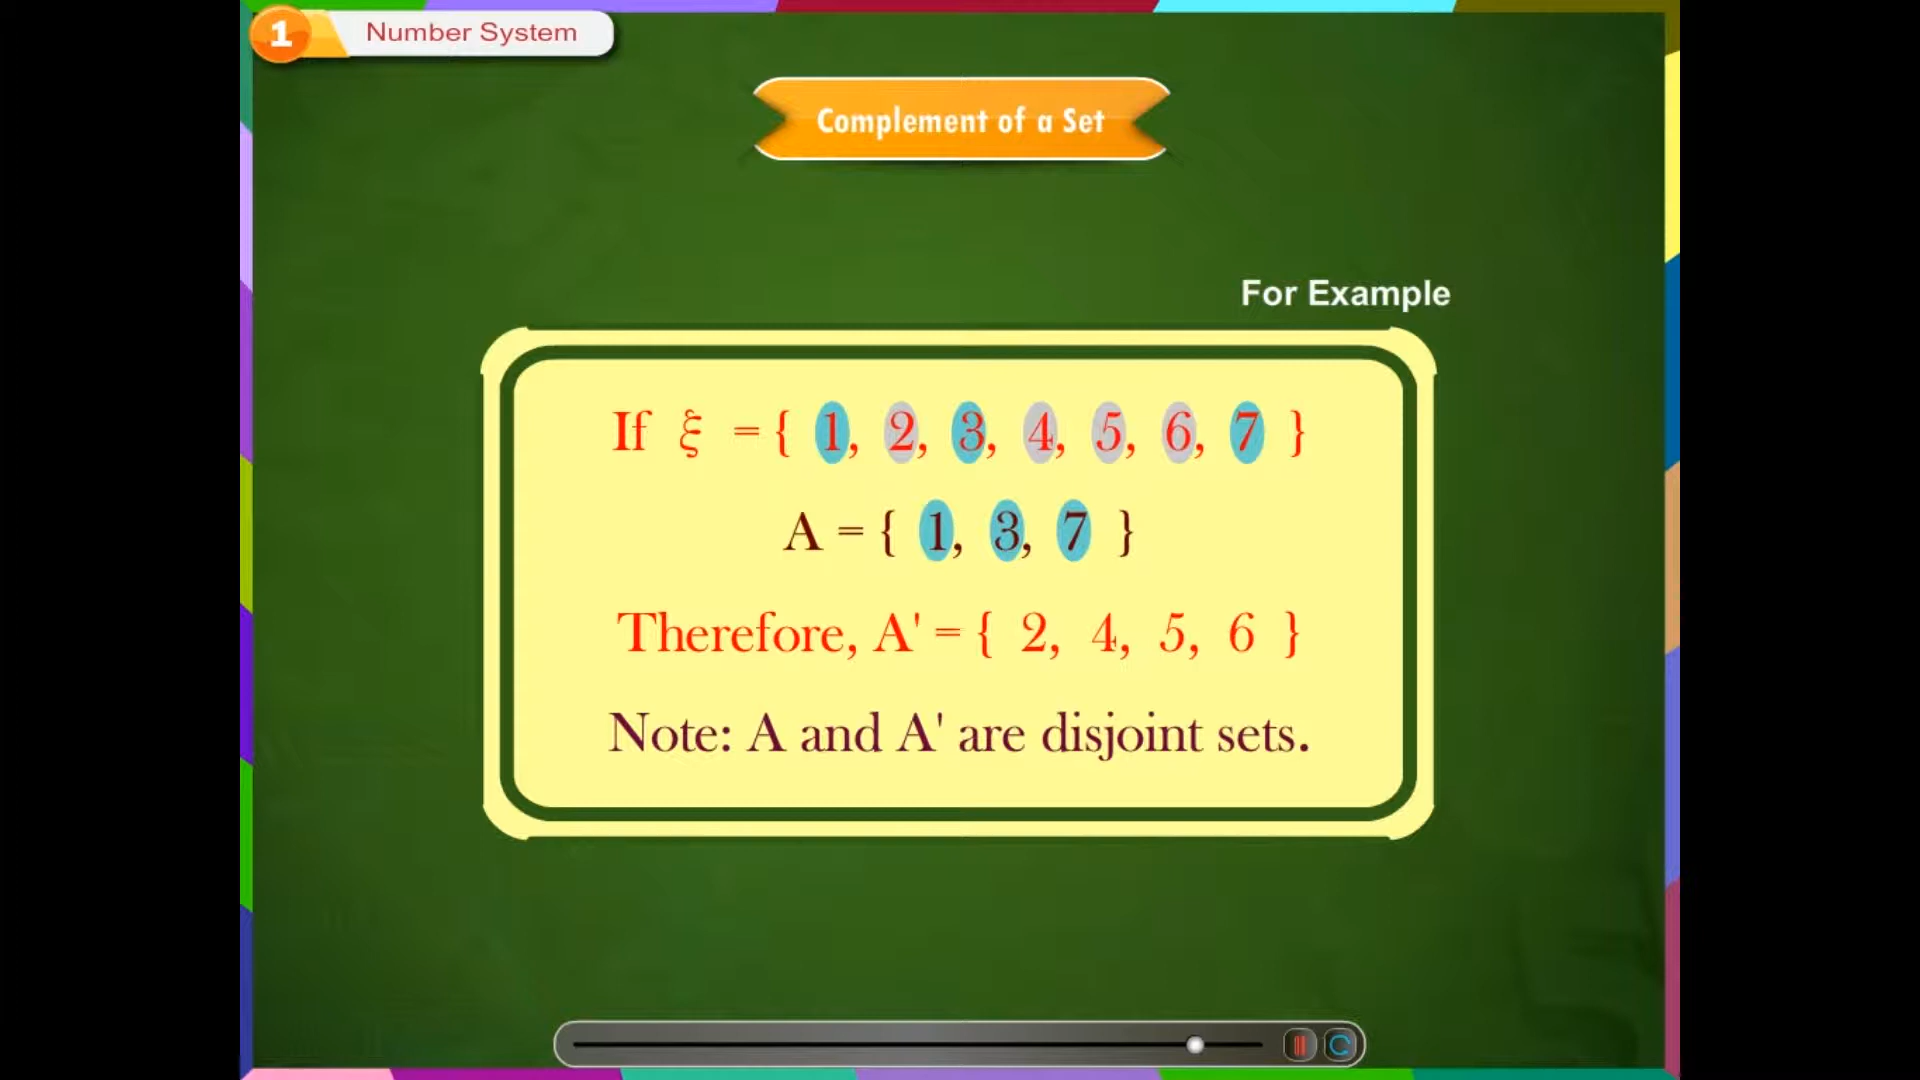 1 Number System
Complement of a Set
For Example
If ξ = { 1, 2, 3, 4, 5, 6, 7 }
A = { 1, 3, 7 }
Therefore, A' = { 2, 4, 5, 6 }
Note: A and A' are disjoint sets.